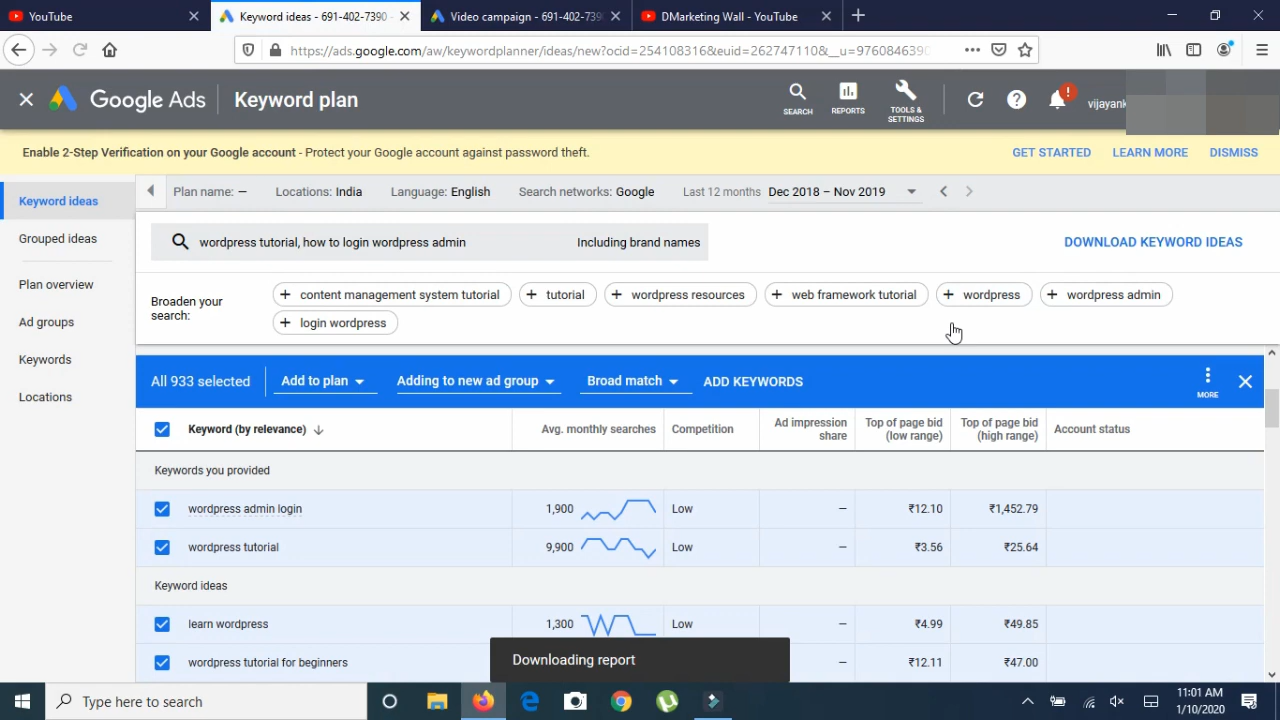 YouTube
Keyword ideas - 691-402-7390 -
Video campaign - 691-402-739
DMarketing Wall - YouTube
https://ads.google.com/aw/keywordplanner/ideas/new?ocid=254108316&euid=262747110&__u=9760846390
Google Ads
Keyword plan
SEARCH
REPORTS
TOOLS &
SETTINGS
vijayank
Enable 2-Step Verification on your Google account - Protect your Google account against password theft.
GET STARTED
LEARN MORE
DISMISS
Keyword ideas
Grouped ideas
Plan overview
Ad groups
Keywords
Locations
Plan name: — Locations: India Language: English Search networks: Google Last 12 months Dec 2018 – Nov 2019
wordpress tutorial, how to login wordpress admin
Including brand names
DOWNLOAD KEYWORD IDEAS
Broaden your
search:
content management system tutorial
tutorial
wordpress resources
web framework tutorial
wordpress
wordpress admin
login wordpress
All 933 selected
Add to plan
Adding to new ad group
Broad match
ADD KEYWORDS
MORE
Keyword (by relevance)
Avg. monthly searches
Competition
Ad impression
share
Top of page bid
(low range)
Top of page bid
(high range)
Account status
Keywords you provided
wordpress admin login 1,900 Low — ₹12.10 ₹1,452.79
wordpress tutorial 9,900 Low — ₹3.56 ₹25.64
Keyword ideas
learn wordpress 1,300 Low — ₹4.99 ₹49.85
wordpress tutorial for beginners — ₹12.11 ₹47.00
Downloading report
Type here to search
11:01 AM
1/10/2020